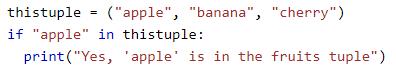 thistuple = ("apple", "banana", "cherry")
if "apple" in thistuple:
  print("Yes, 'apple' is in the fruits tuple")